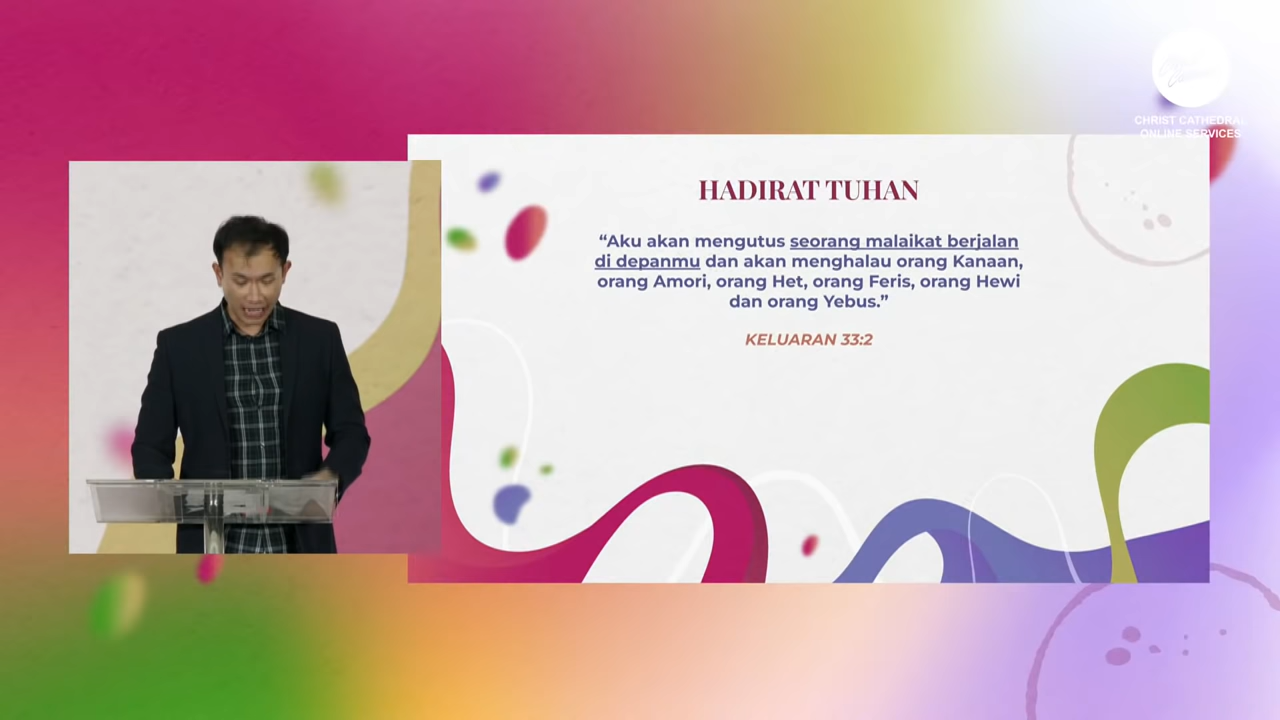 CHRIST CATHEDRAL
ONLINE SERVICES
HADIRAT TUHAN
“Aku akan mengutus seorang malaikat berjalan
di depanmu dan akan menghalau orang Kanaan,
orang Amori, orang Het, orang Feris, orang Hewi
dan orang Yebus.”
KELUARAN 33:2